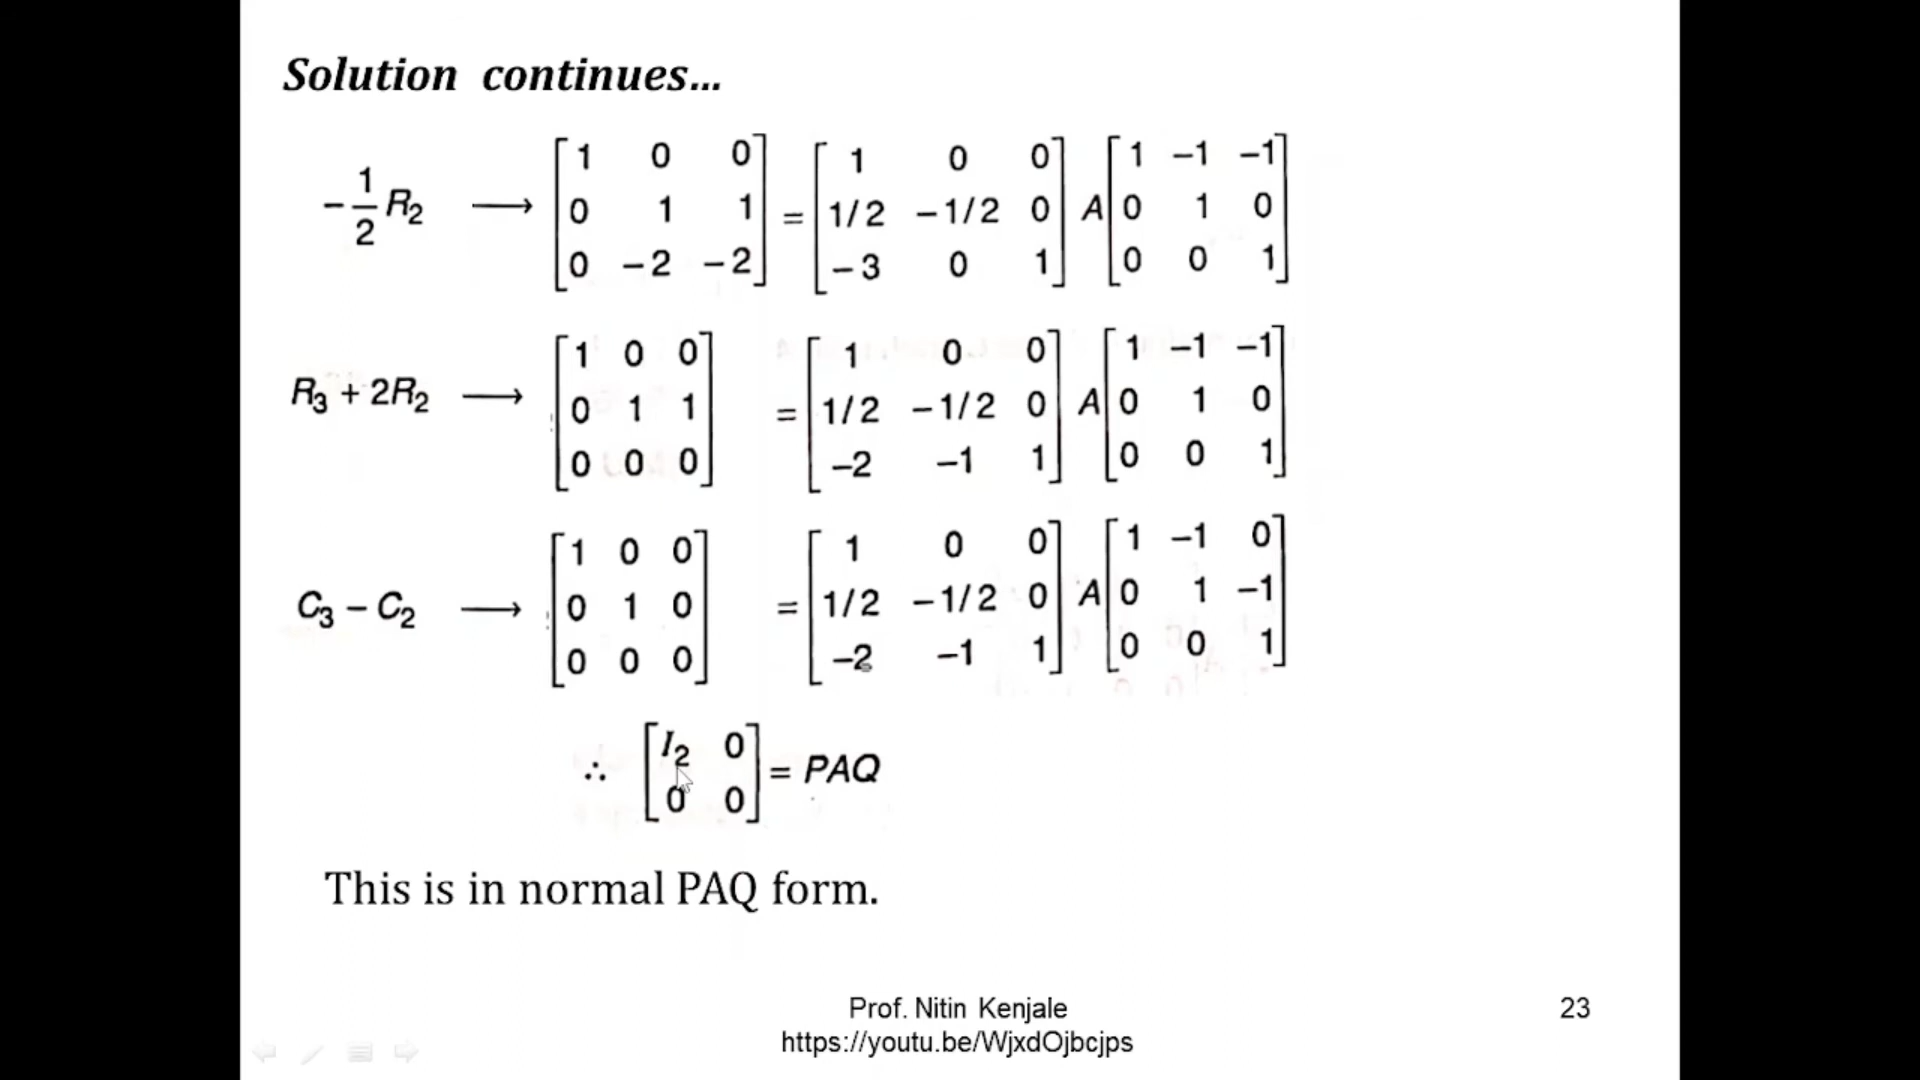 Solution continues...
-1/2 R₂ ⟶ [1 0 0; 0 1 1; 0 -2 -2] = [1 0 0; 1/2 -1/2 0; -3 0 1] A [1 -1 -1; 0 1 0; 0 0 1]
R₃ + 2R₂ ⟶ [1 0 0; 0 1 1; 0 0 0] = [1 0 0; 1/2 -1/2 0; -2 -1 1] A [1 -1 -1; 0 1 0; 0 0 1]
C₃ - C₂ ⟶ [1 0 0; 0 1 0; 0 0 0] = [1 0 0; 1/2 -1/2 0; -2 -1 1] A [1 -1 0; 0 1 -1; 0 0 1]
∴ [I₂ 0; 0 0] = PAQ
This is in normal PAQ form.
Prof. Nitin Kenjale
https://youtu.be/WjxdOjbcjps
23